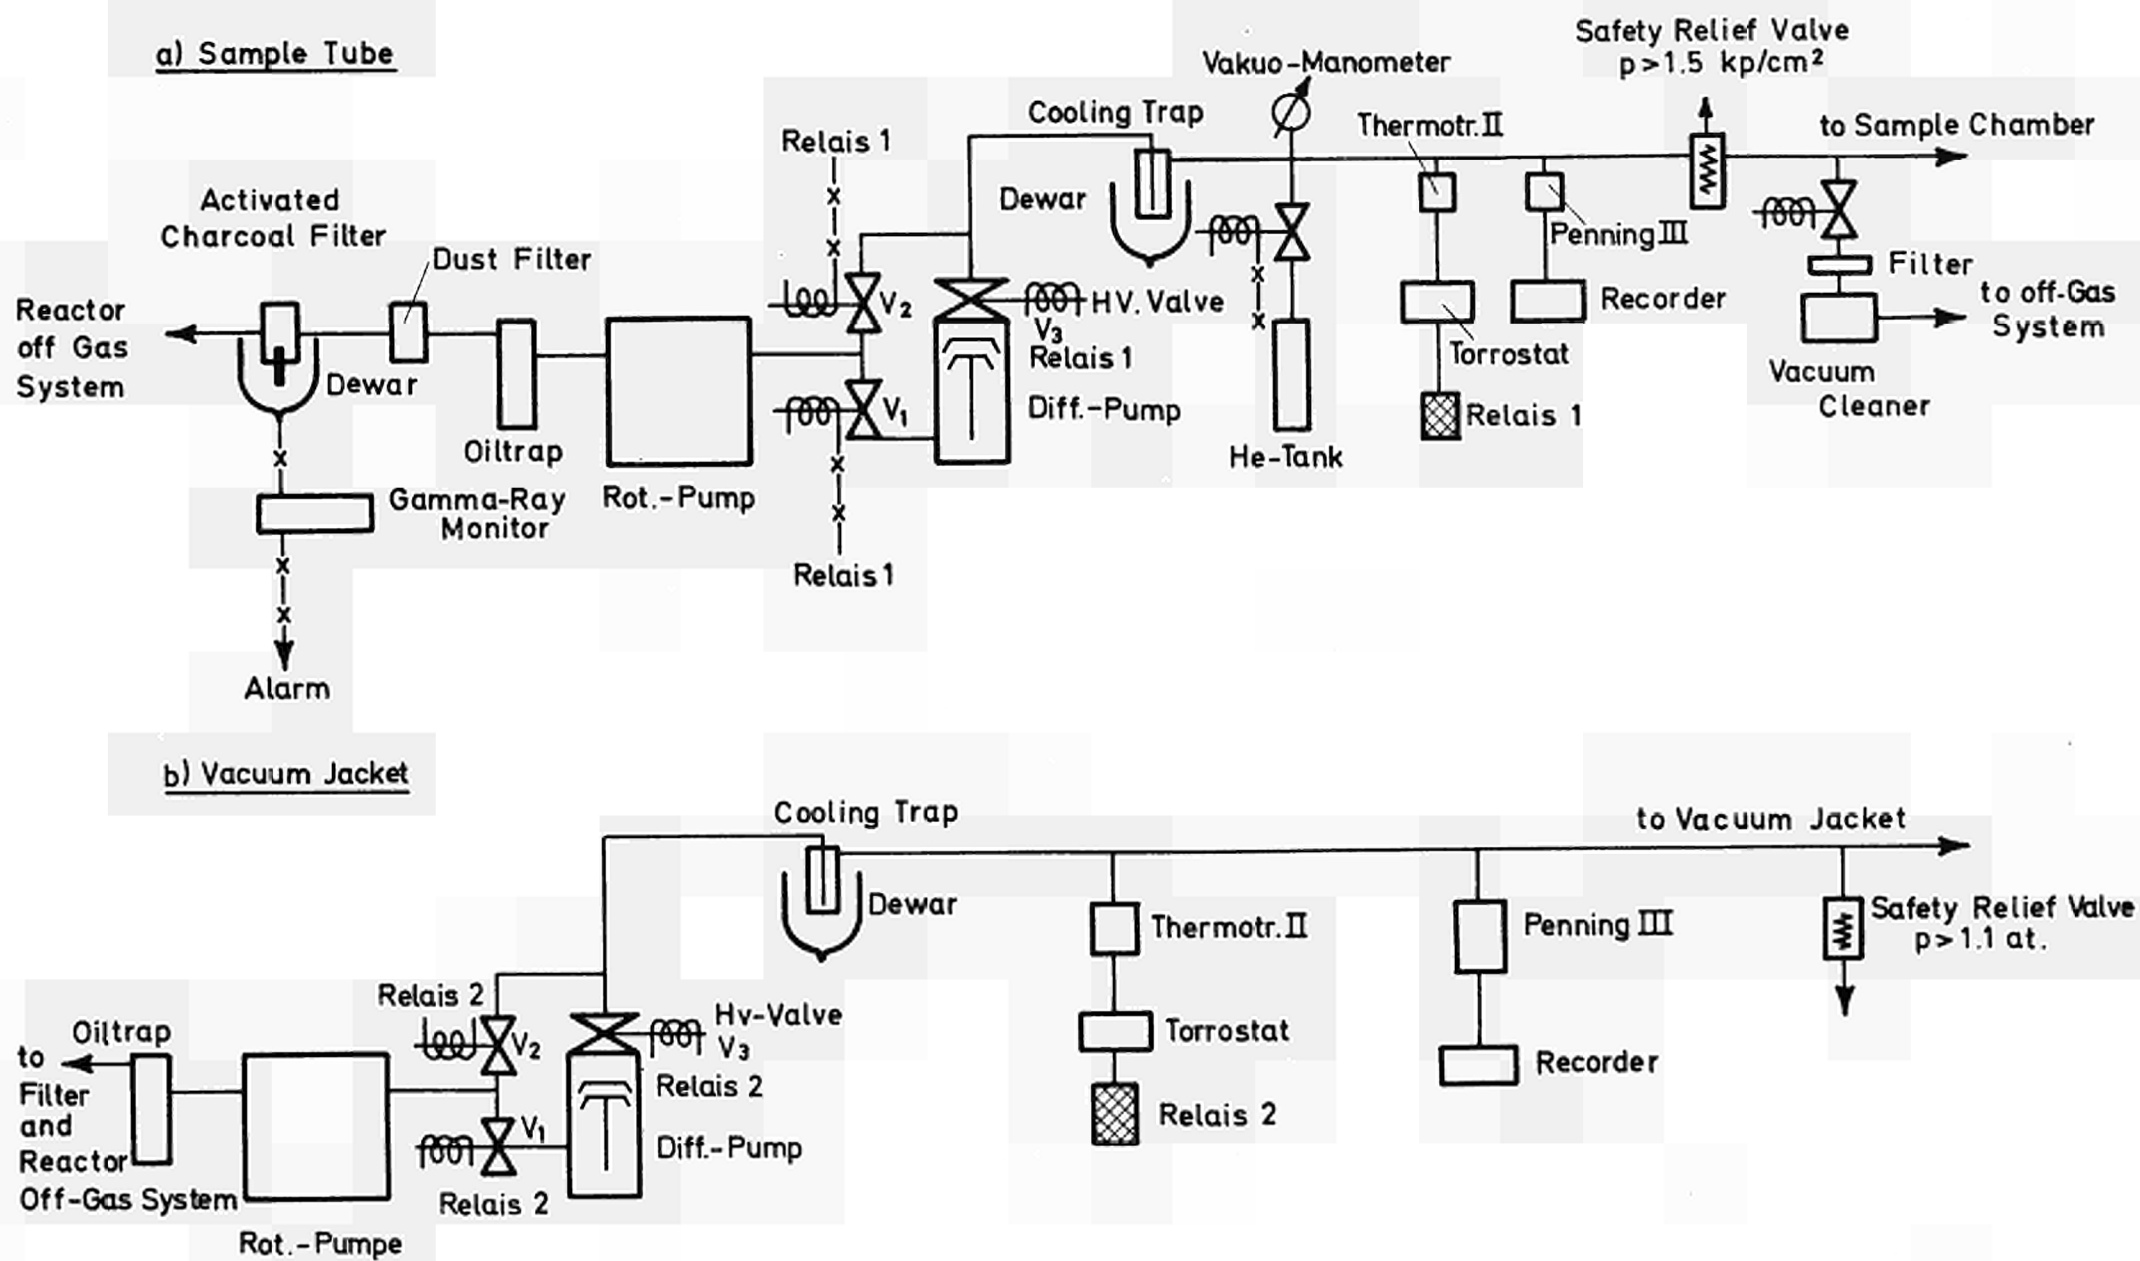 a) Sample Tube
Safety Relief Valve
p>1.5 kp/cm²
Vakuo-Manometer
Cooling Trap
Thermotr. II
to Sample Chamber
Relais 1
Activated
Charcoal Filter
Dewar
Penning III
Dust Filter
Filter
Reactor
off Gas
System
V₂
HV. Valve
V₃
Recorder
to off-Gas
System
Relais 1
Torrostat
Dewar
V₁
Diff.-Pump
Relais 1
Vacuum
Cleaner
Oiltrap
He-Tank
Gamma-Ray
Monitor
Rot.-Pump
Relais 1
Alarm
b) Vacuum Jacket
Cooling Trap
to Vacuum Jacket
Dewar
Thermotr. II
Penning III
Safety Relief Valve
p>1.1 at.
Relais 2
Hv-Valve
V₃
V₂
Oiltrap
Torrostat
to
Filter
and
Reactor
Off-Gas System
Recorder
Relais 2
V₁
Relais 2
Diff.-Pump
Relais 2
Rot.-Pumpe